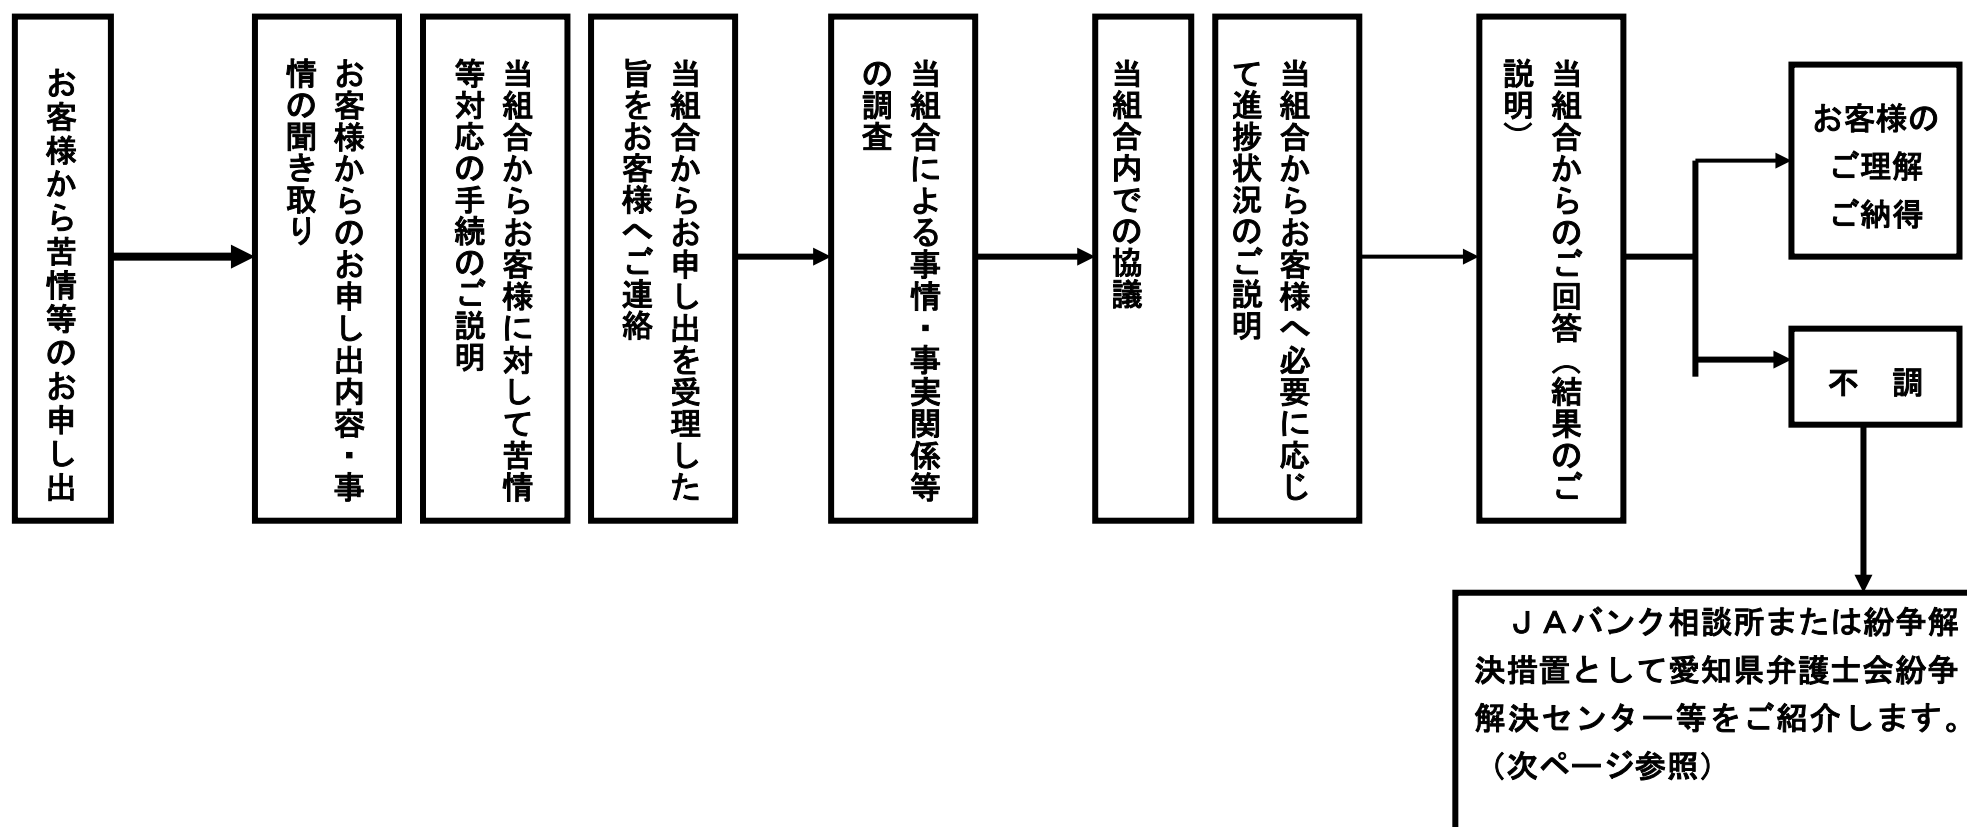 お客様から苦情等のお申し出
お客様からのお申し出内容・事
情の聞き取り
当組合からお客様に対して苦情
等対応の手続のご説明
当組合からお申し出を受理した
旨をお客様へご連絡
当組合による事情・事実関係等
の調査
当組合内での協議
当組合からお客様へ必要に応じ
て進捗状況のご説明
当組合からのご回答（結果のご
説明）
お客様の
ご理解
ご納得
不　調
ＪＡバンク相談所または紛争解
決措置として愛知県弁護士会紛争
解決センター等をご紹介します。
（次ページ参照）